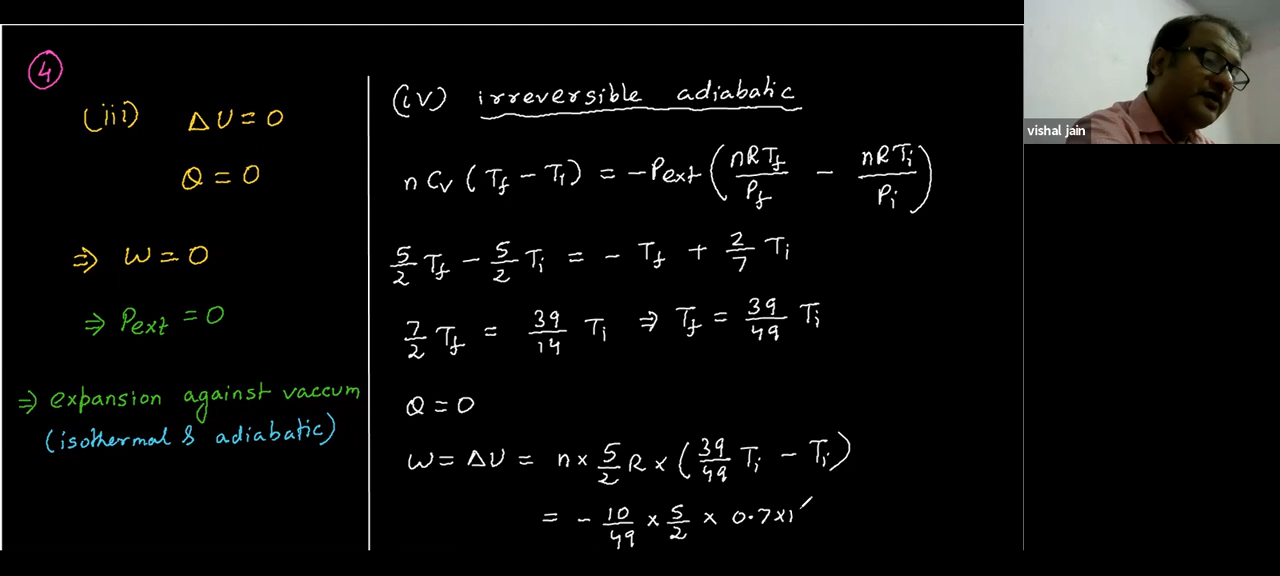 4
(iii) ΔU = 0
Q = 0
⇒ W = 0
⇒ Pext = 0
⇒ expansion against vaccum
(isothermal & adiabatic)
(iv) irreversible adiabatic
nCv (Tf - Ti) = -Pext (nRTf/Pf - nRTi/Pi)
5/2 Tf - 5/2 Ti = - Tf + 2/7 Ti
7/2 Tf = 39/14 Ti ⇒ Tf = 39/49 Ti
Q = 0
W = ΔU = n × 5/2 R × (39/49 Ti - Ti)
= - 10/49 × 5/2 × 0.7×1
vishal jain